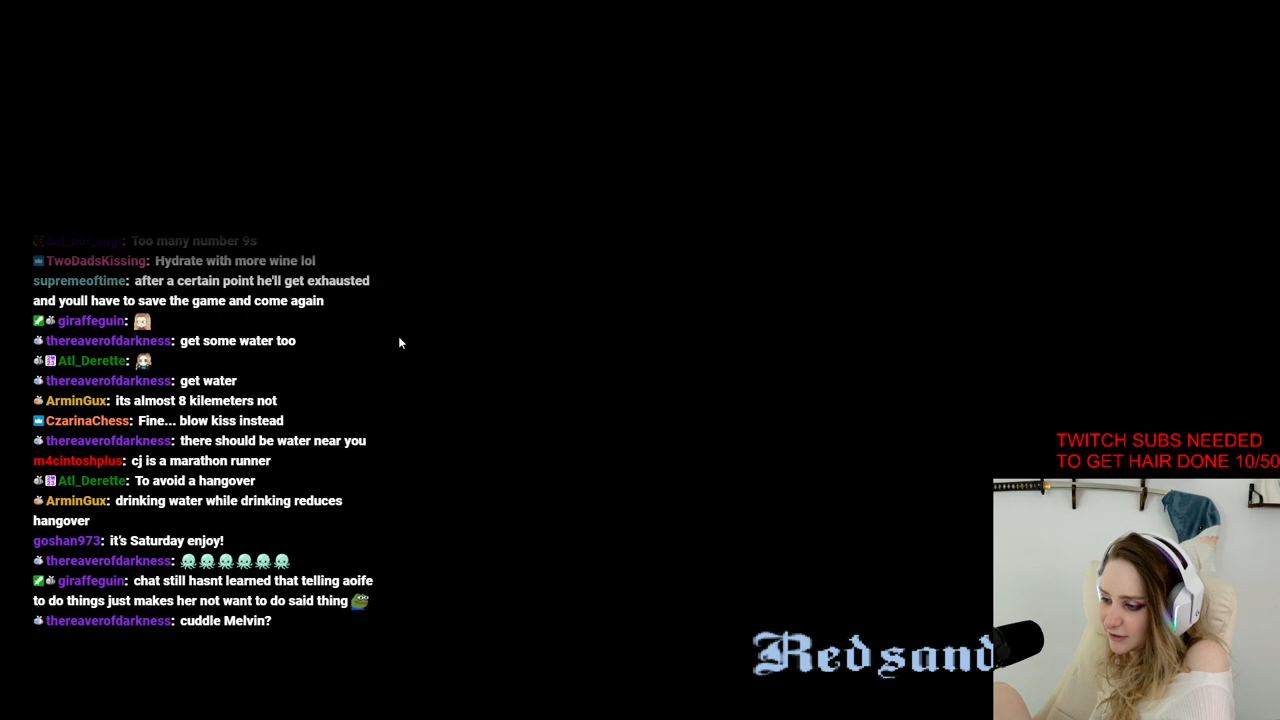 Too many number 9s
TwoDadsKissing: Hydrate with more wine lol
supremeoftime: after a certain point he'll get exhausted
and youll have to save the game and come again
giraffeguin:
thereaverofdarkness: get some water too
Atl_Derette:
thereaverofdarkness: get water
ArminGux: its almost 8 kilemeters not
CzarinaChess: Fine... blow kiss instead
thereaverofdarkness: there should be water near you
m4cintoshplus: cj is a marathon runner
Atl_Derette: To avoid a hangover
ArminGux: drinking water while drinking reduces
hangover
goshan973: it's Saturday enjoy!
thereaverofdarkness:
giraffeguin: chat still hasnt learned that telling aoife
to do things just makes her not want to do said thing
thereaverofdarkness: cuddle Melvin?
TWITCH SUBS NEEDED
TO GET HAIR DONE 10/50
Redsand